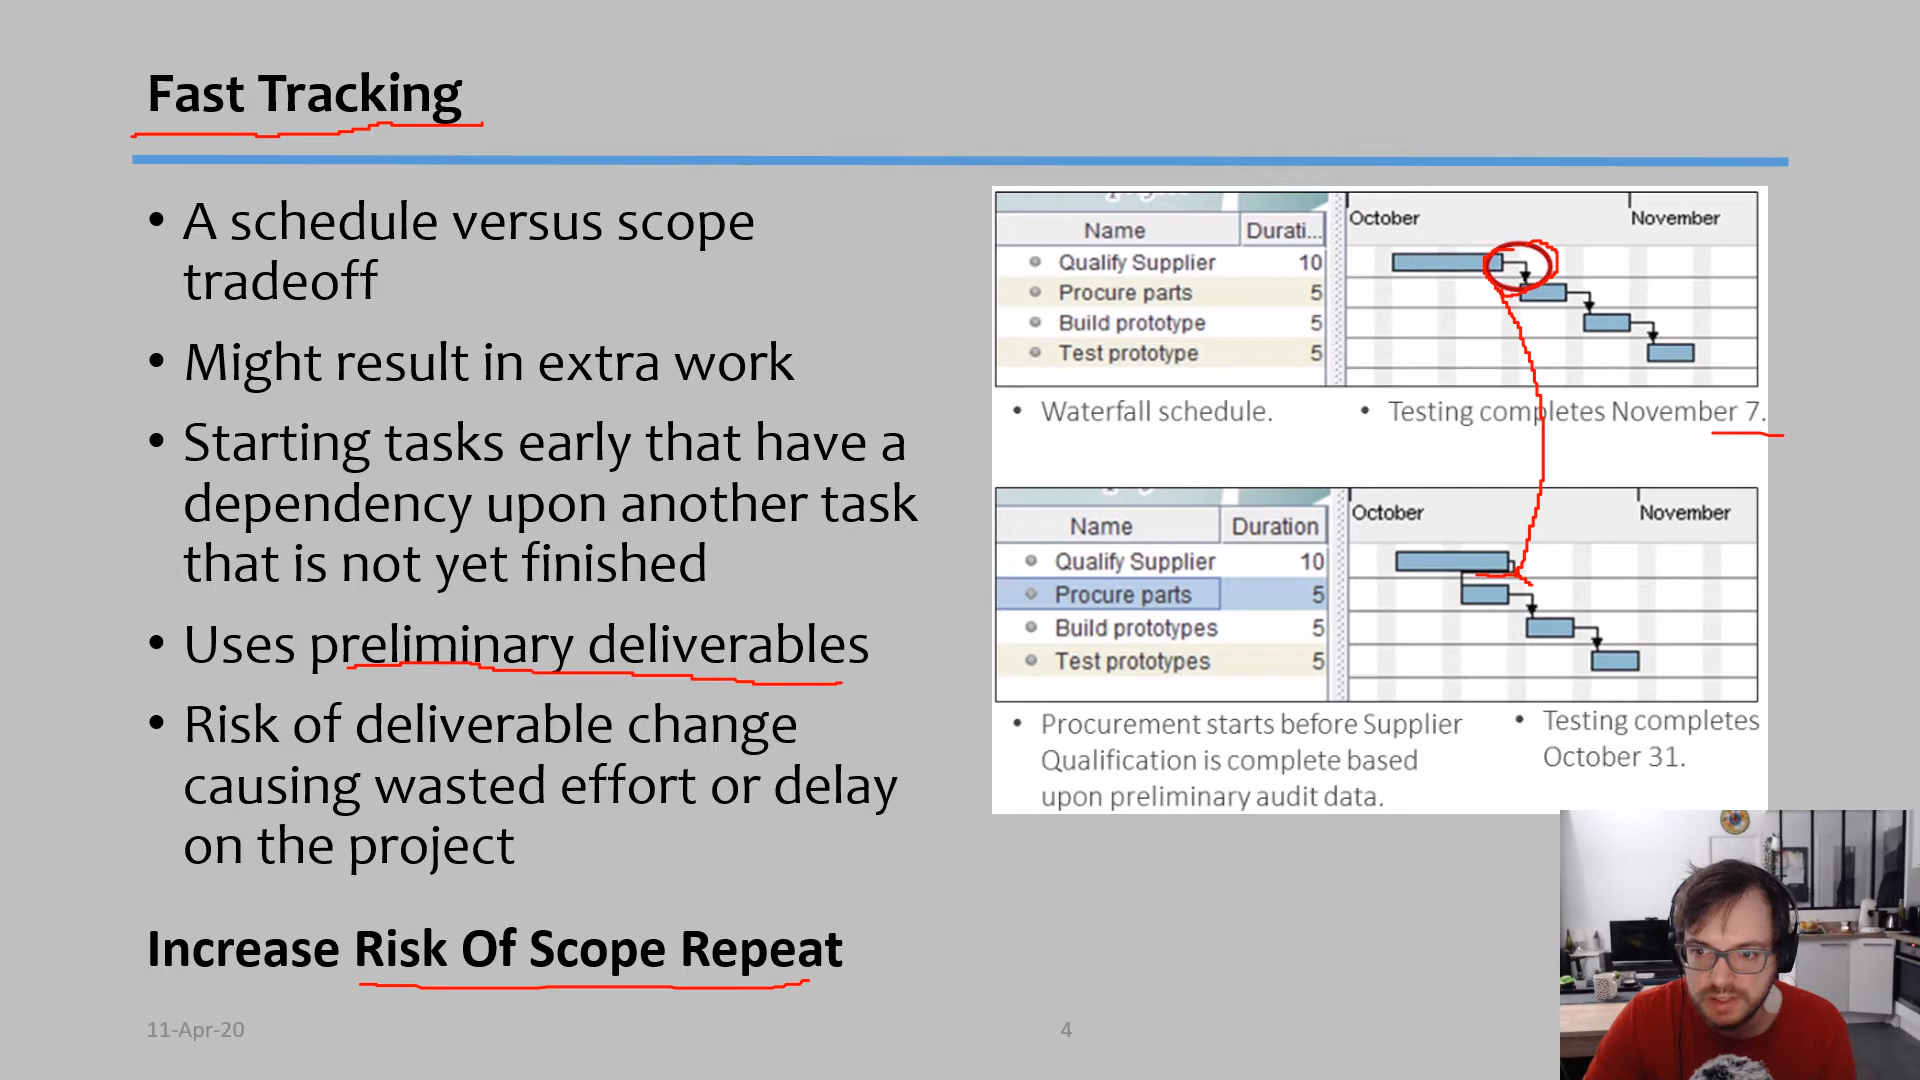 Fast Tracking
• A schedule versus scope
tradeoff
• Might result in extra work
• Starting tasks early that have a
dependency upon another task
that is not yet finished
• Uses preliminary deliverables
• Risk of deliverable change
causing wasted effort or delay
on the project
Increase Risk Of Scope Repeat
11-Apr-20
4
Name Durati... October November
Qualify Supplier 10
Procure parts 5
Build prototype 5
Test prototype 5
• Waterfall schedule.
• Testing completes November 7.
Name Duration October November
Qualify Supplier 10
Procure parts 5
Build prototypes 5
Test prototypes 5
• Procurement starts before Supplier
Qualification is complete based
upon preliminary audit data.
• Testing completes
October 31.